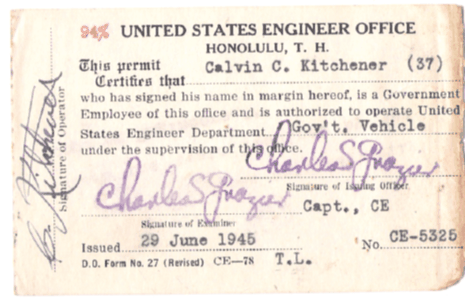 94% UNITED STATES ENGINEER OFFICE
HONOLULU, T. H.
This permit Calvin C. Kitchener (37)
Certifies that
who has signed his name in margin hereof, is a Government
Employee of this office and is authorized to operate United
States Engineer Department Gov't. Vehicle
under the supervision of this office.
Charles S Frazier
Signature of Issuing Officer
Charles S Frazier
Capt., CE
Signature of Examiner
Issued 29 June 1945 No. CE-5325
D.O. Form No. 27 (Revised) CE—78 T.L.
Signature of Operator
C Kitchener